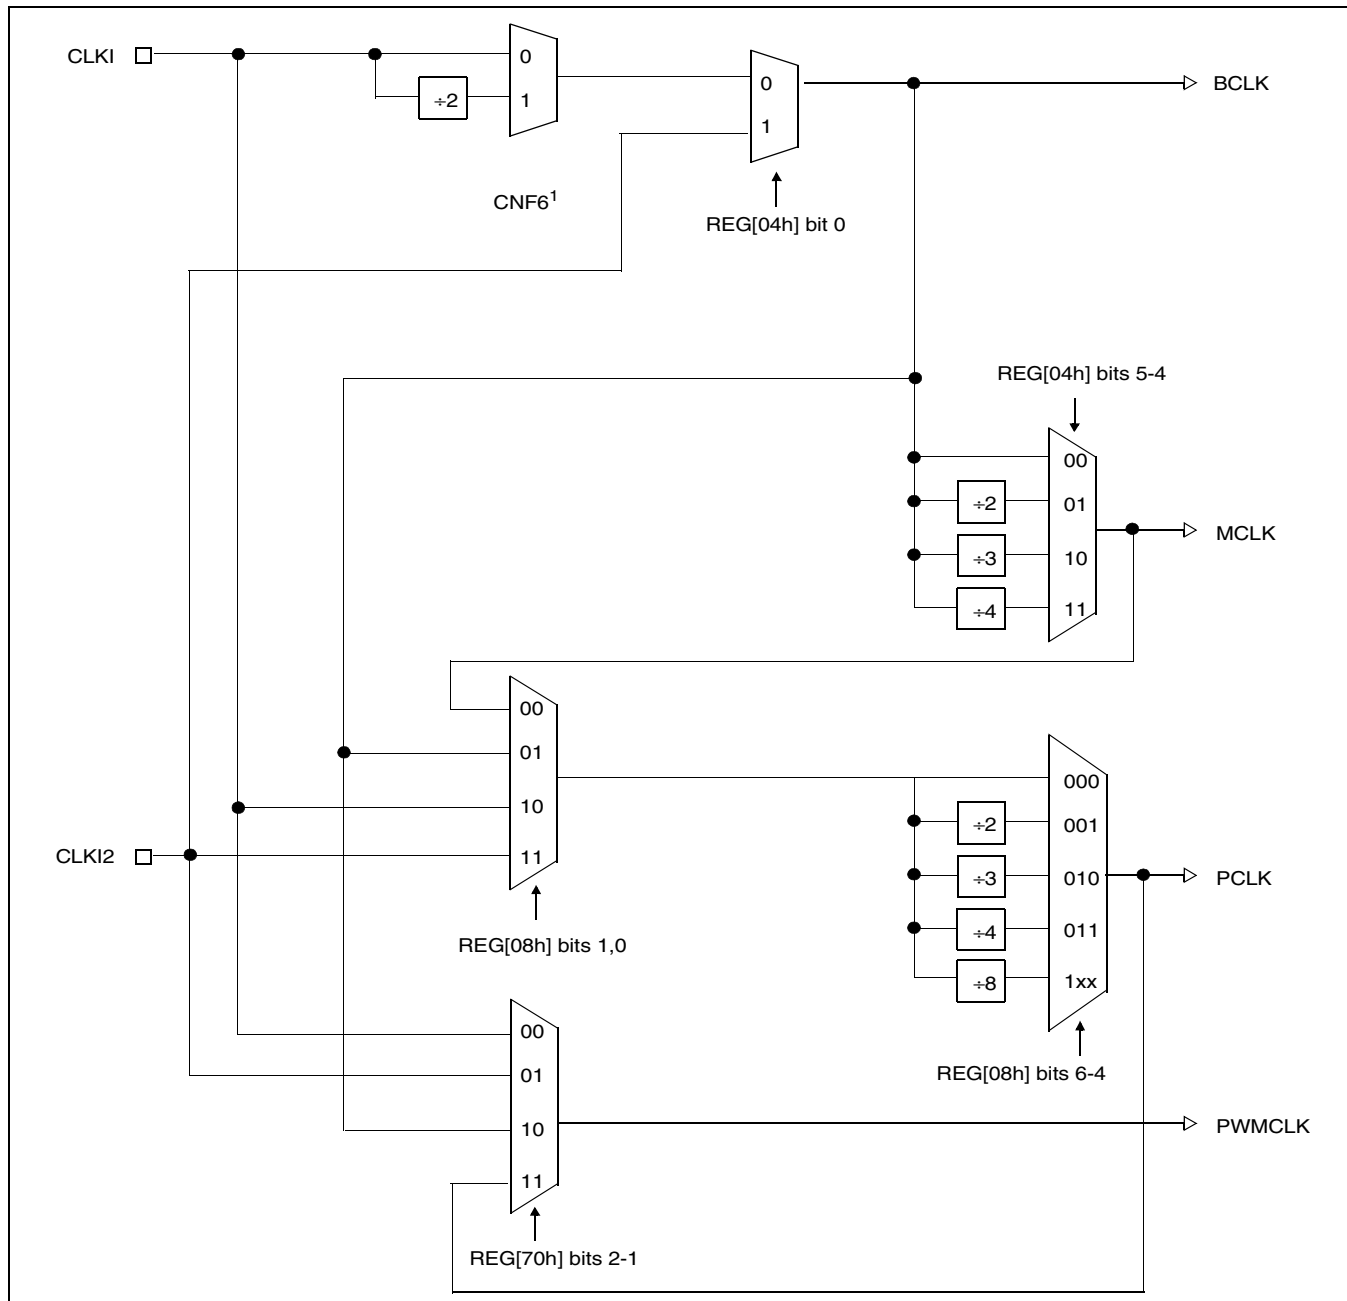 CLKI
0
÷2
1
0
1
BCLK
CNF6¹
REG[04h] bit 0
REG[04h] bits 5-4
00
÷2
01
÷3
10
÷4
11
MCLK
00
01
10
11
CLKI2
REG[08h] bits 1,0
000
÷2
001
÷3
010
÷4
011
÷8
1xx
PCLK
REG[08h] bits 6-4
00
01
10
11
PWMCLK
REG[70h] bits 2-1